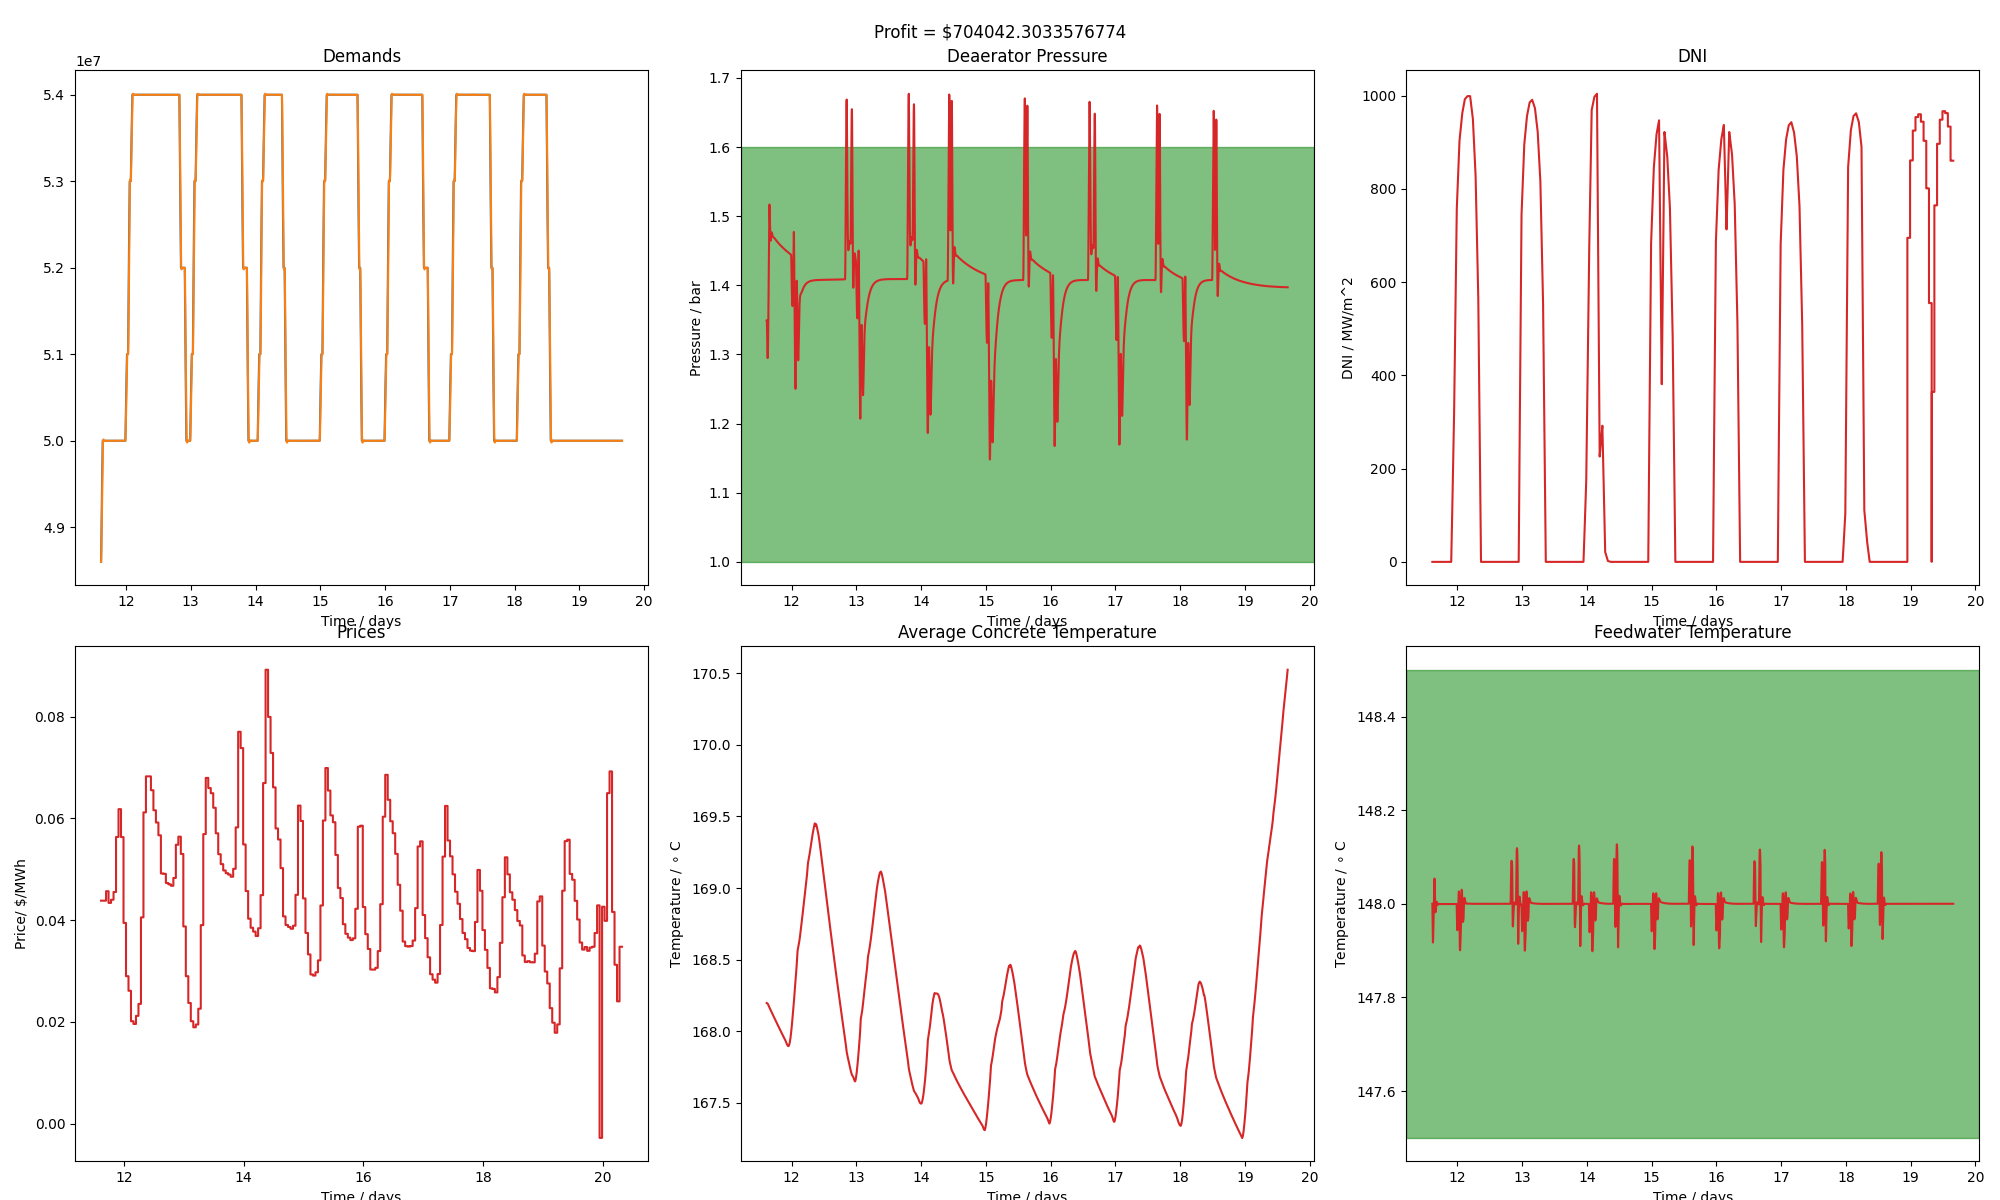 Profit = $704042.3033576774
Demands
1e7
5.4
5.3
5.2
5.1
5.0
4.9
12 13 14 15 16 17 18 19 20
Time / days
Deaerator Pressure
Pressure / bar
1.7
1.6
1.5
1.4
1.3
1.2
1.1
1.0
12 13 14 15 16 17 18 19 20
Time / days
DNI
DNI / MW/m^2
1000
800
600
400
200
0
12 13 14 15 16 17 18 19 20
Time / days
Prices
Price/ $/MWh
0.08
0.06
0.04
0.02
0.00
12 14 16 18 20
Time / days
Average Concrete Temperature
Temperature / ∘ C
170.5
170.0
169.5
169.0
168.5
168.0
167.5
12 13 14 15 16 17 18 19 20
Time / days
Feedwater Temperature
Temperature / ∘ C
148.4
148.2
148.0
147.8
147.6
12 13 14 15 16 17 18 19 20
Time / days